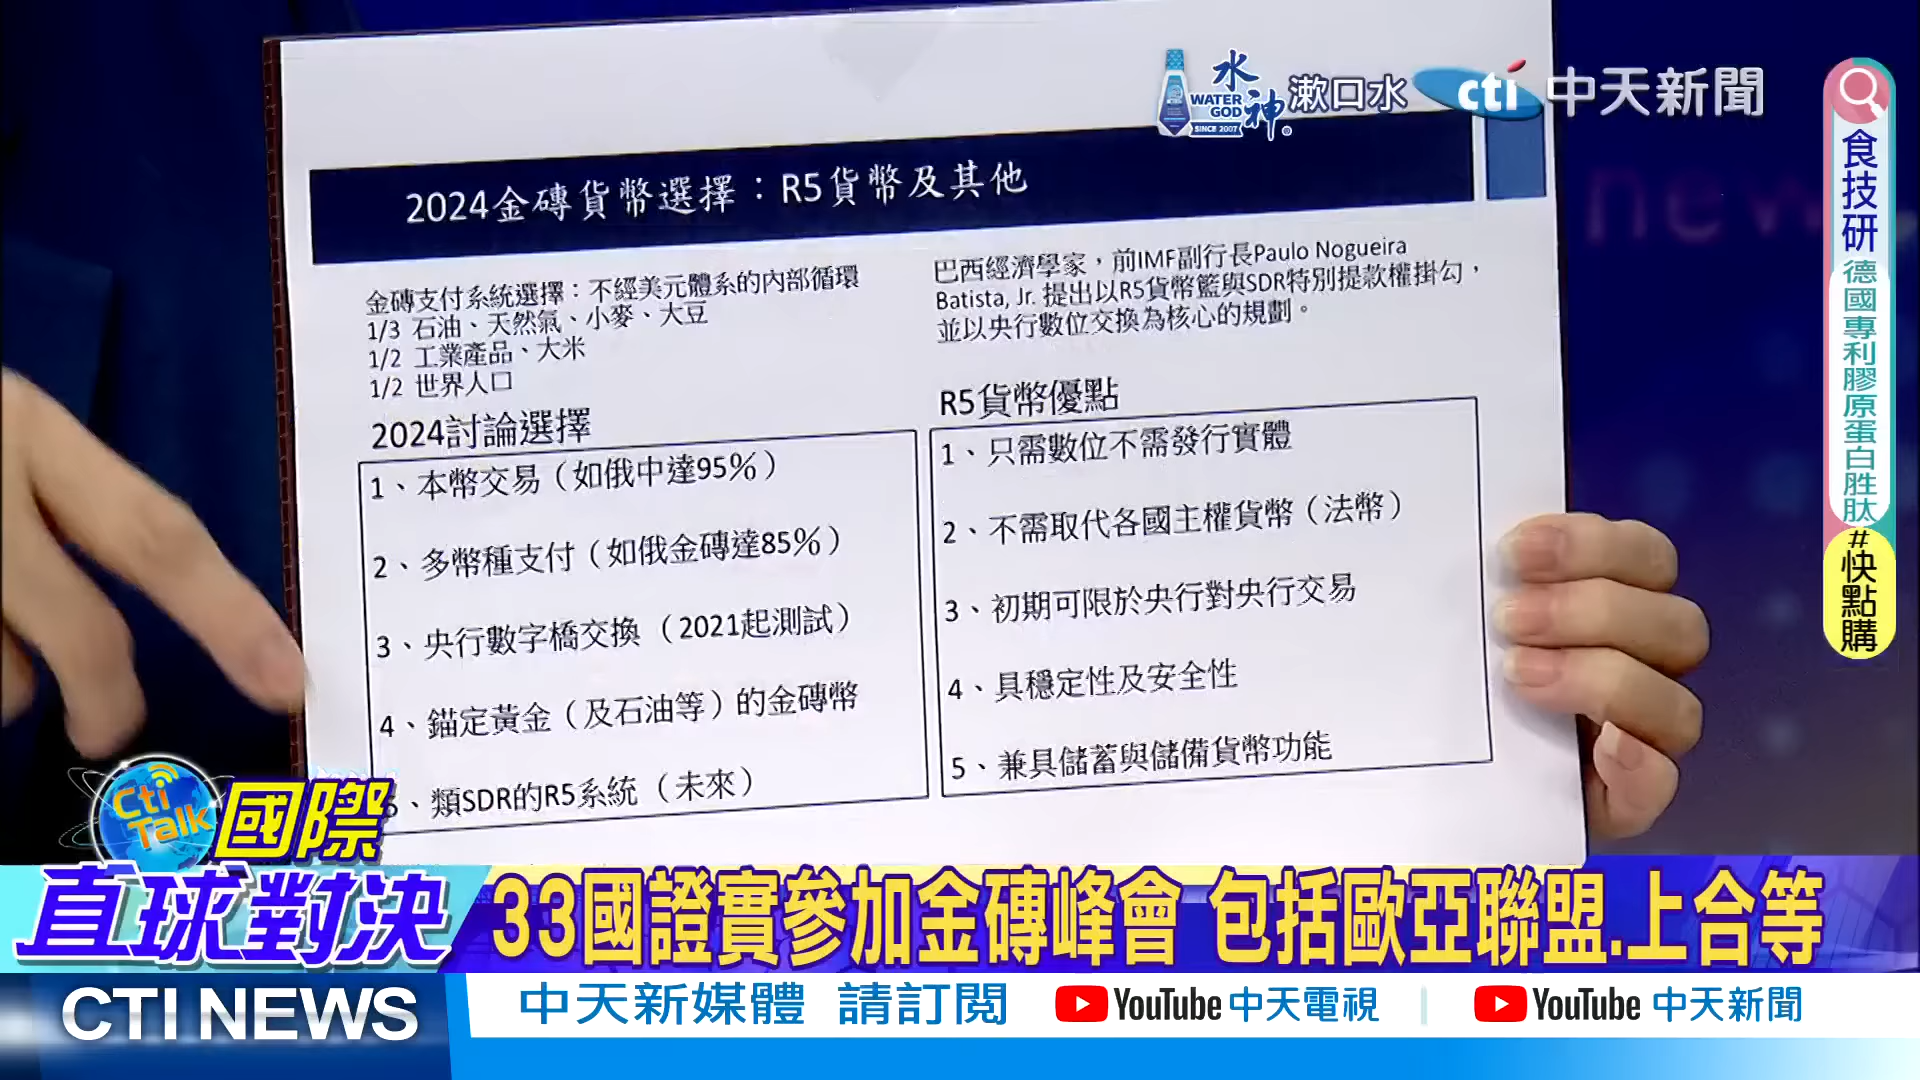 水神
WATER GOD
SINCE 2007
漱口水
cti 中天新聞
2024金磚貨幣選擇：R5貨幣及其他
金磚支付系統選擇：不經美元體系的內部循環
1/3 石油、天然氣、小麥、大豆
1/2 工業產品、大米
1/2 世界人口
2024討論選擇
1、本幣交易（如俄中達95%）
2、多幣種支付（如俄金磚達85%）
3、央行數字橋交換（2021起測試）
4、錨定黃金（及石油等）的金磚幣
5、類SDR的R5系統（未來）
巴西經濟學家，前IMF副行長Paulo Nogueira
Batista, Jr. 提出以R5貨幣籃與SDR特別提款權掛勾，
並以央行數位交換為核心的規劃。
R5貨幣優點
1、只需數位不需發行實體
2、不需取代各國主權貨幣（法幣）
3、初期可限於央行對央行交易
4、具穩定性及安全性
5、兼具儲蓄與儲備貨幣功能
new
食技研
德國專利膠原蛋白胜肽
#快點購
Cti Talk
國際
直球對決
33國證實參加金磚峰會 包括歐亞聯盟.上合等
CTI NEWS
中天新媒體 請訂閱 YouTube 中天電視 | YouTube 中天新聞